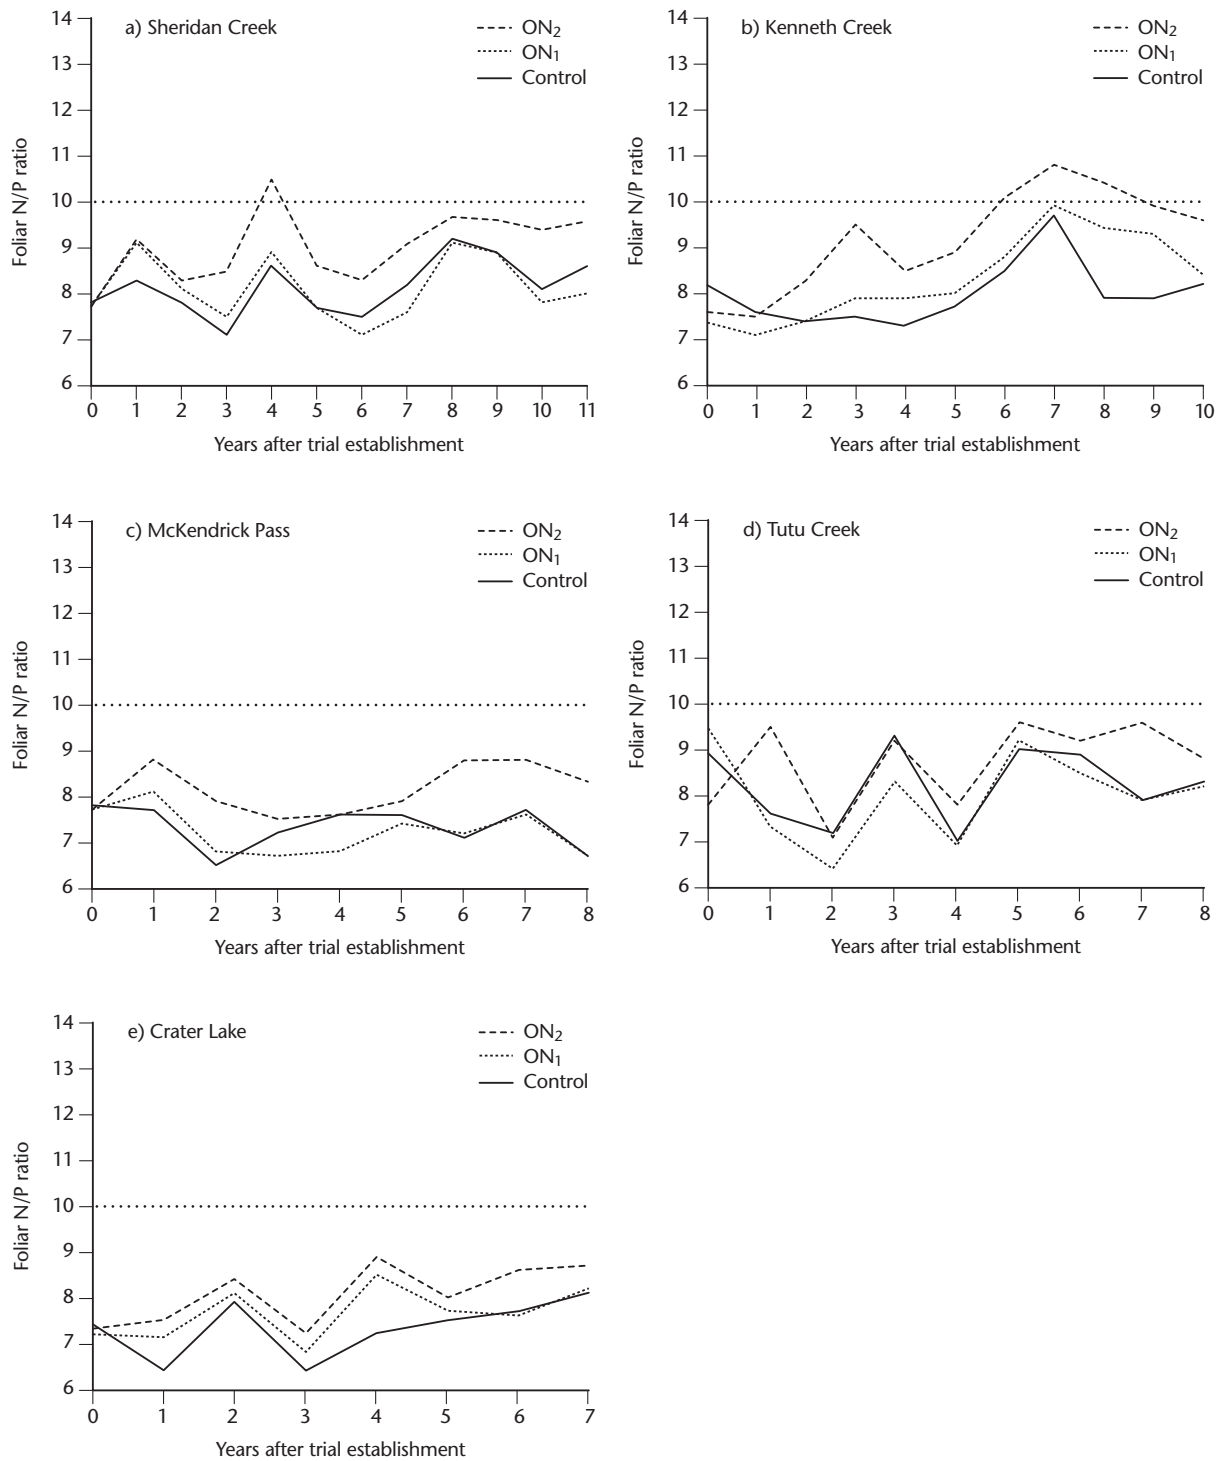 a) Sheridan Creek
ON2
ON1
Control
14
13
12
11
10
9
8
7
6
Foliar N/P ratio
0 1 2 3 4 5 6 7 8 9 10 11
Years after trial establishment
b) Kenneth Creek
ON2
ON1
Control
14
13
12
11
10
9
8
7
6
Foliar N/P ratio
0 1 2 3 4 5 6 7 8 9 10
Years after trial establishment
c) McKendrick Pass
ON2
ON1
Control
14
13
12
11
10
9
8
7
6
Foliar N/P ratio
0 1 2 3 4 5 6 7 8
Years after trial establishment
d) Tutu Creek
ON2
ON1
Control
14
13
12
11
10
9
8
7
6
Foliar N/P ratio
0 1 2 3 4 5 6 7 8
Years after trial establishment
e) Crater Lake
ON2
ON1
Control
14
13
12
11
10
9
8
7
6
Foliar N/P ratio
0 1 2 3 4 5 6 7
Years after trial establishment